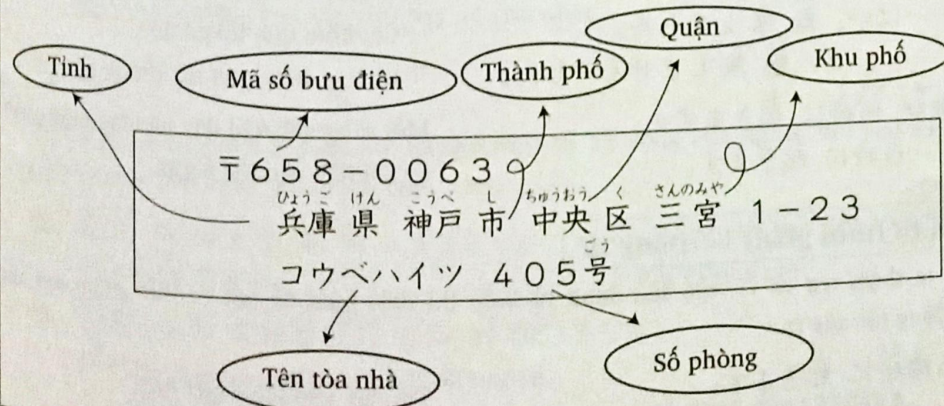 Quận
Tỉnh
Mã số bưu điện
Thành phố
Khu phố
〒658-0063
ひょうご けん こうべ し ちゅうおう く さんのみや
兵庫 県 神戸 市 中央 区 三宮 1-23
ごう
コウベハイツ 405号
Tên tòa nhà
Số phòng